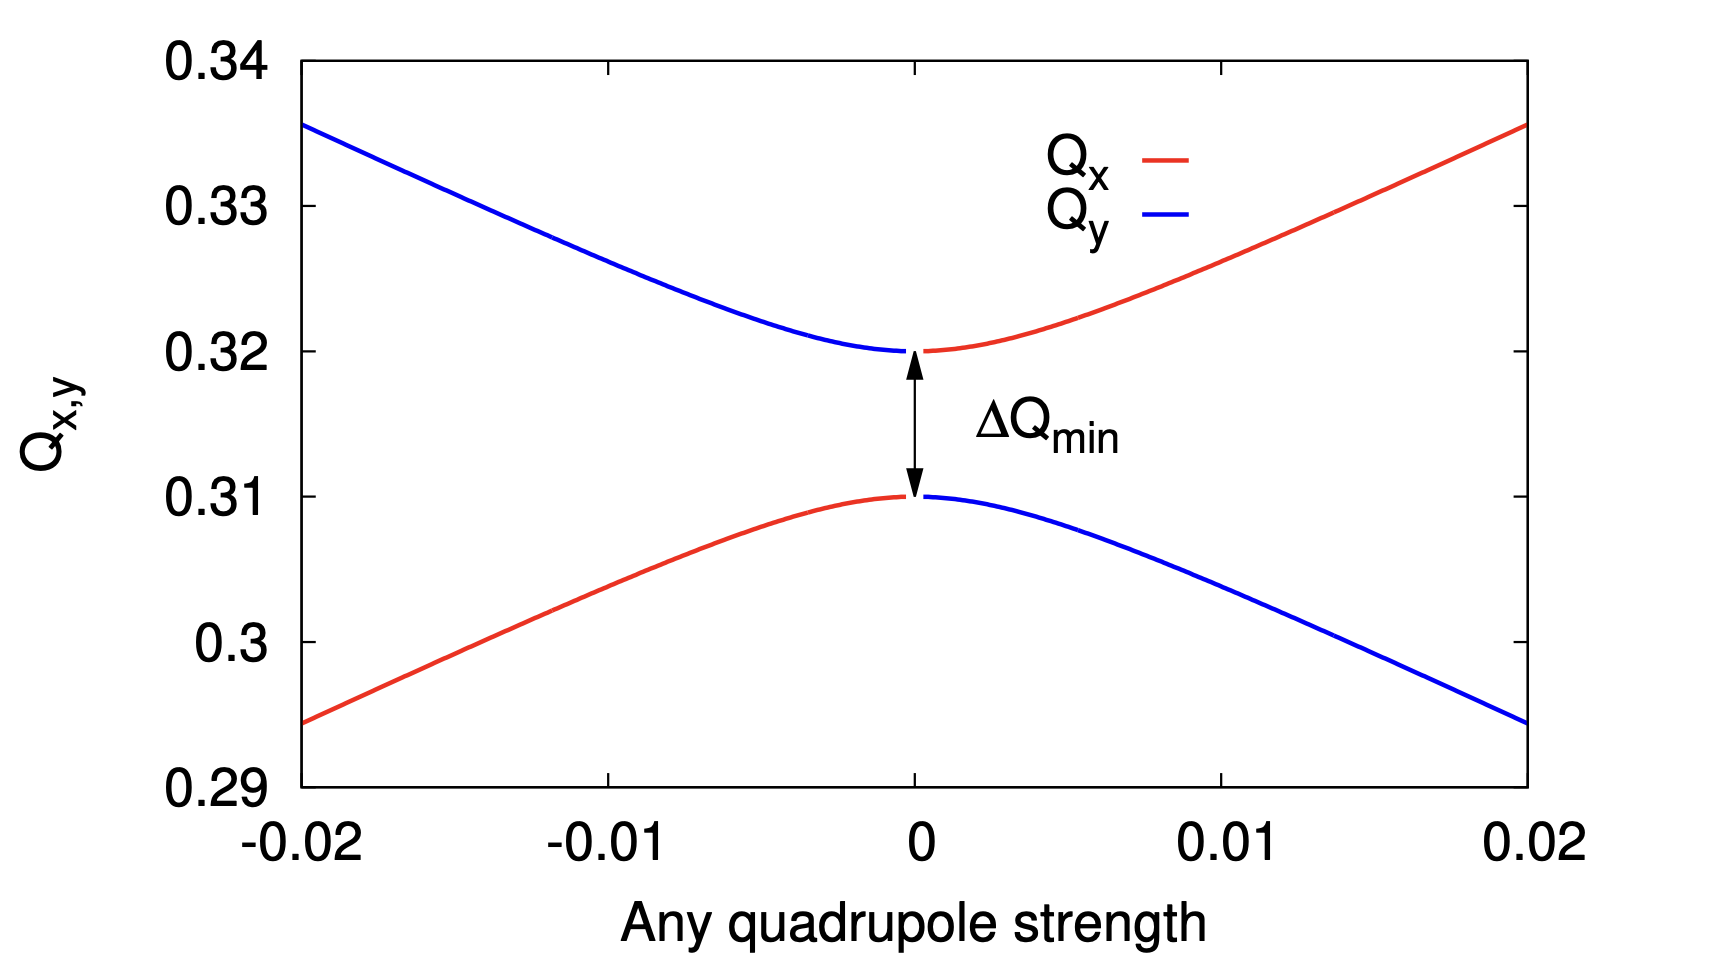 0.34
0.33
0.32
0.31
0.3
0.29
-0.02
-0.01
0
0.01
0.02
Q_x,y
Any quadrupole strength
Q_x
Q_y
ΔQ_min